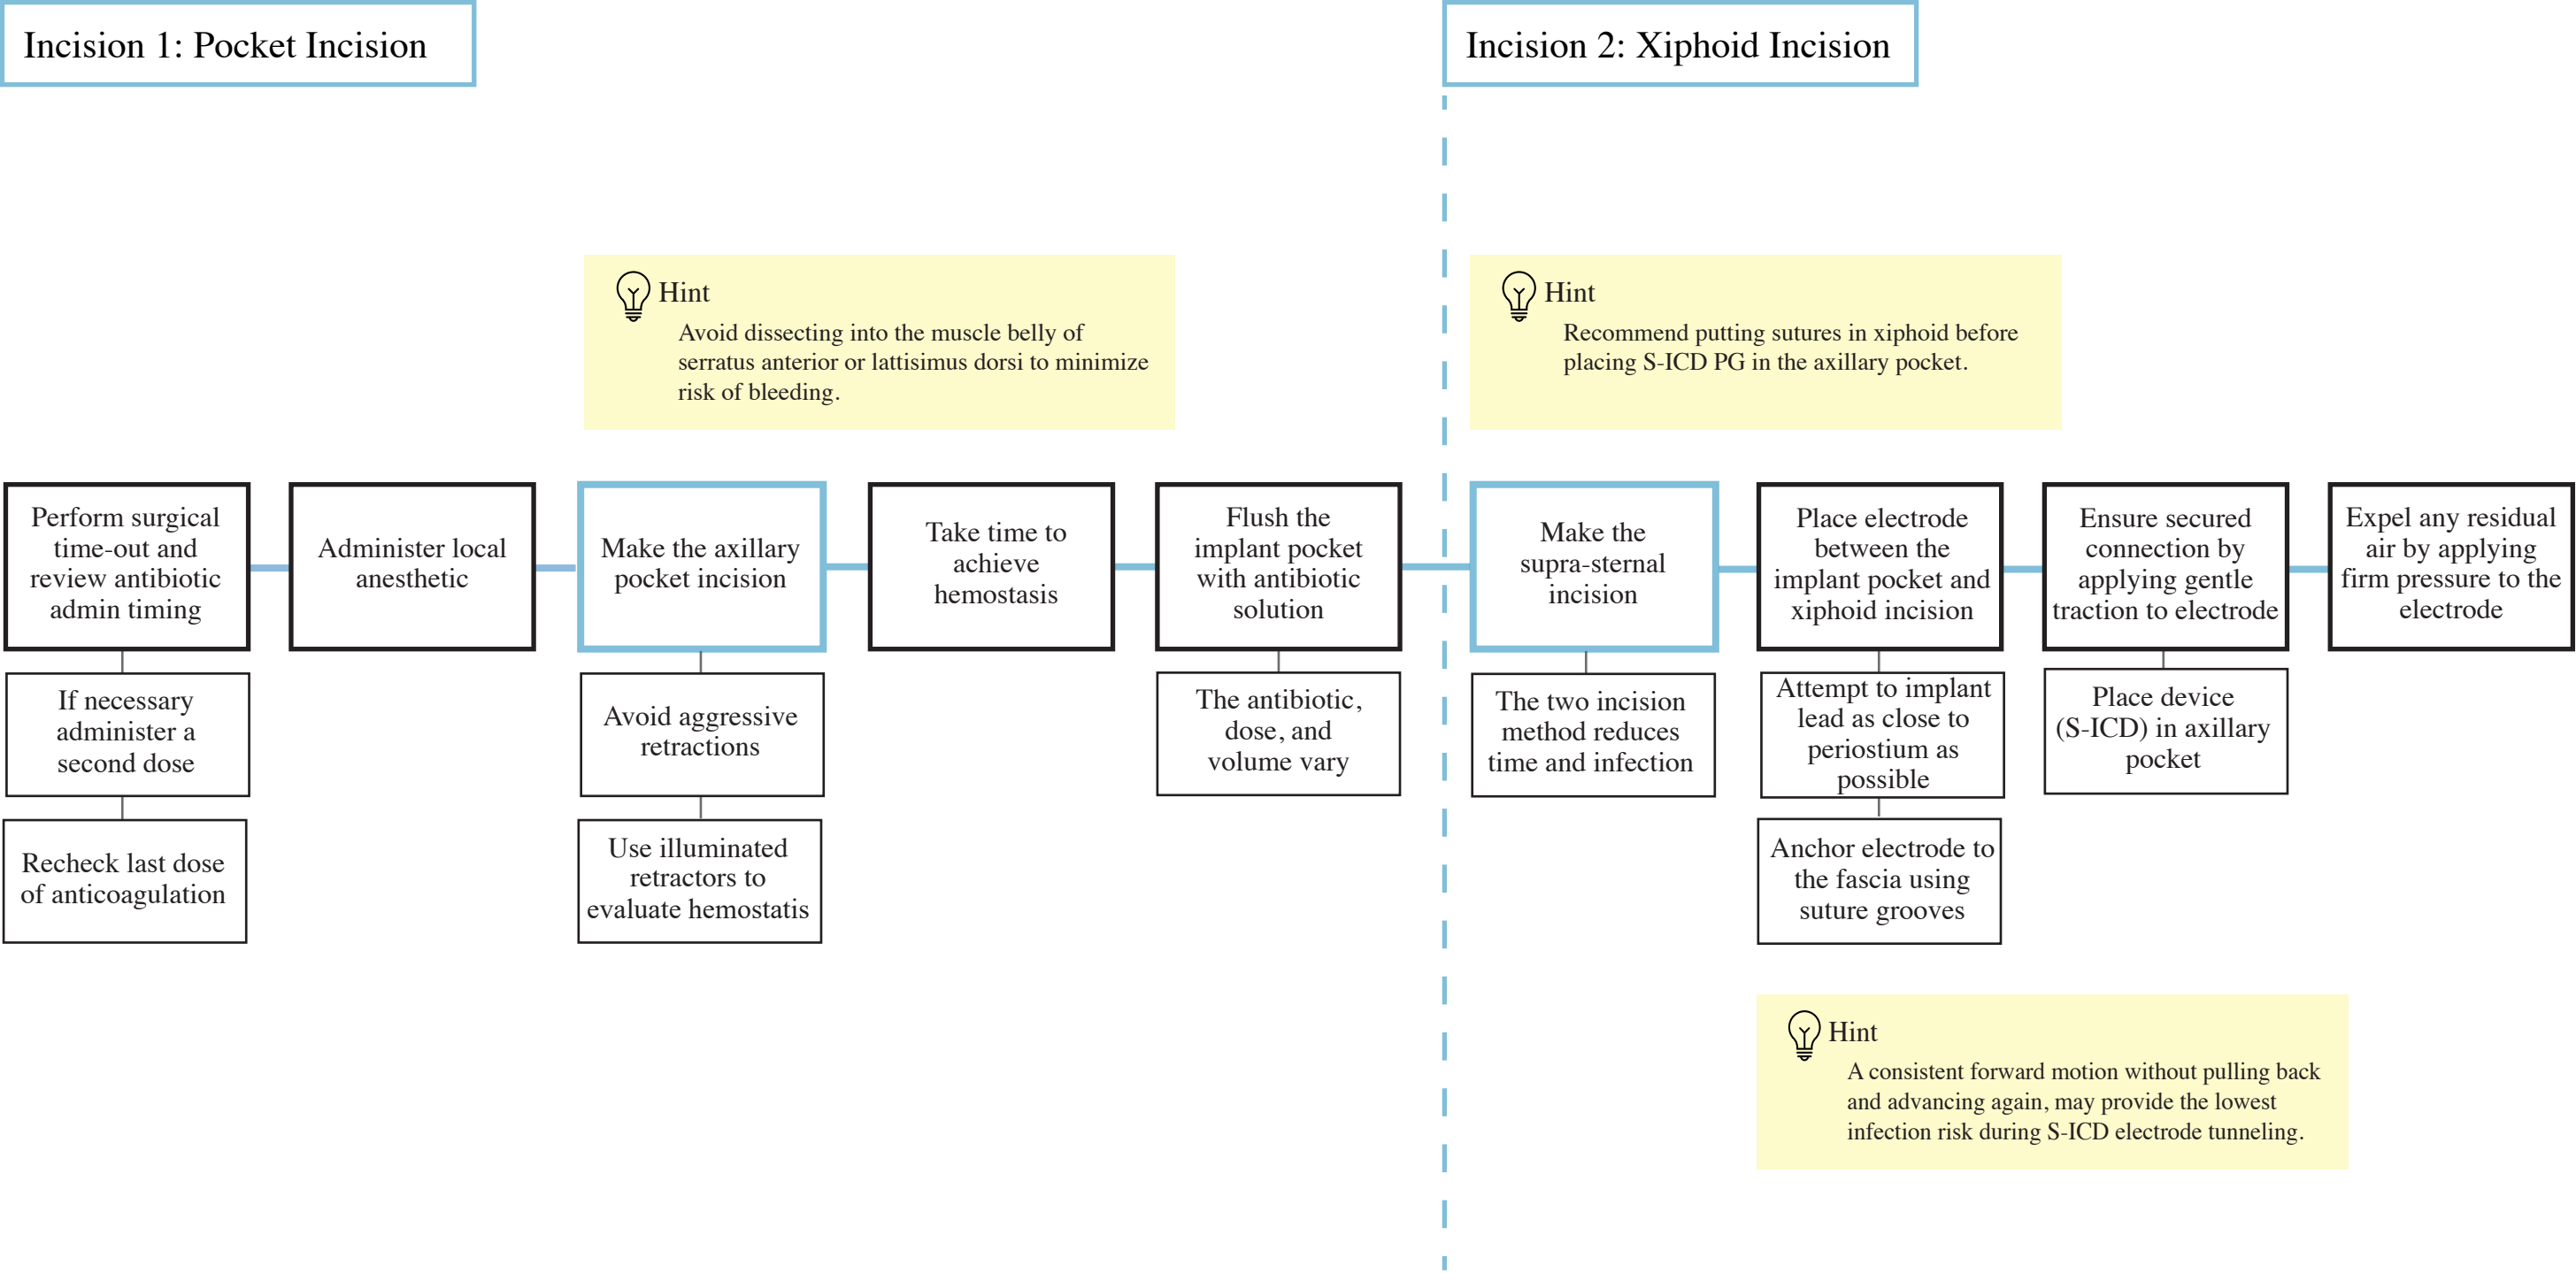 Incision 1: Pocket Incision
Incision 2: Xiphoid Incision
Hint
Avoid dissecting into the muscle belly of
serratus anterior or lattisimus dorsi to minimize
risk of bleeding.
Hint
Recommend putting sutures in xiphoid before
placing S-ICD PG in the axillary pocket.
Perform surgical
time-out and
review antibiotic
admin timing
Administer local
anesthetic
Make the axillary
pocket incision
Take time to
achieve
hemostasis
Flush the
implant pocket
with antibiotic
solution
Make the
supra-sternal
incision
Place electrode
between the
implant pocket and
xiphoid incision
Ensure secured
connection by
applying gentle
traction to electrode
Expel any residual
air by applying
firm pressure to the
electrode
If necessary
administer a
second dose
Avoid aggressive
retractions
The antibiotic,
dose, and
volume vary
The two incision
method reduces
time and infection
Attempt to implant
lead as close to
periostium as
possible
Place device
(S-ICD) in axillary
pocket
Recheck last dose
of anticoagulation
Use illuminated
retractors to
evaluate hemostatis
Anchor electrode to
the fascia using
suture grooves
Hint
A consistent forward motion without pulling back
and advancing again, may provide the lowest
infection risk during S-ICD electrode tunneling.